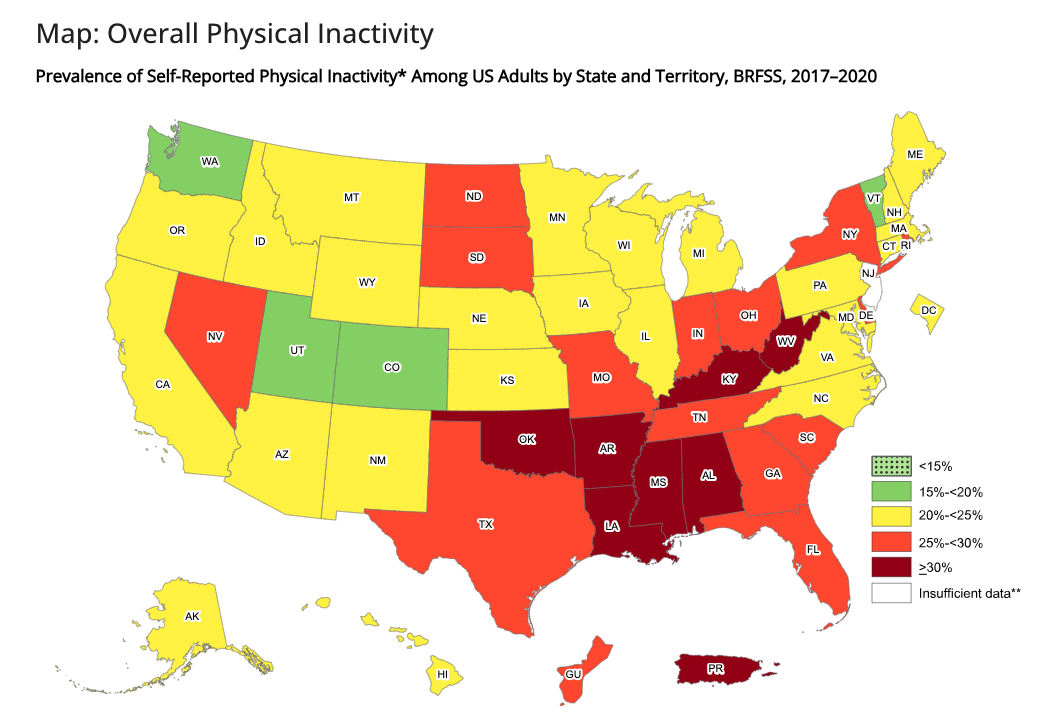 Map: Overall Physical Inactivity
Prevalence of Self-Reported Physical Inactivity* Among US Adults by State and Territory, BRFSS, 2017–2020
WA
MT
ND
MN
ME
VT
NH
OR
ID
SD
WI
MI
NY
MA
CT
RI
WY
NE
IA
PA
NJ
NV
UT
CO
IL
IN
OH
MD
DE
DC
CA
KS
MO
KY
WV
VA
AZ
NM
OK
AR
TN
NC
SC
MS
AL
GA
TX
LA
FL
AK
HI
GU
PR
<15%
15%-<20%
20%-<25%
25%-<30%
≥30%
Insufficient data**